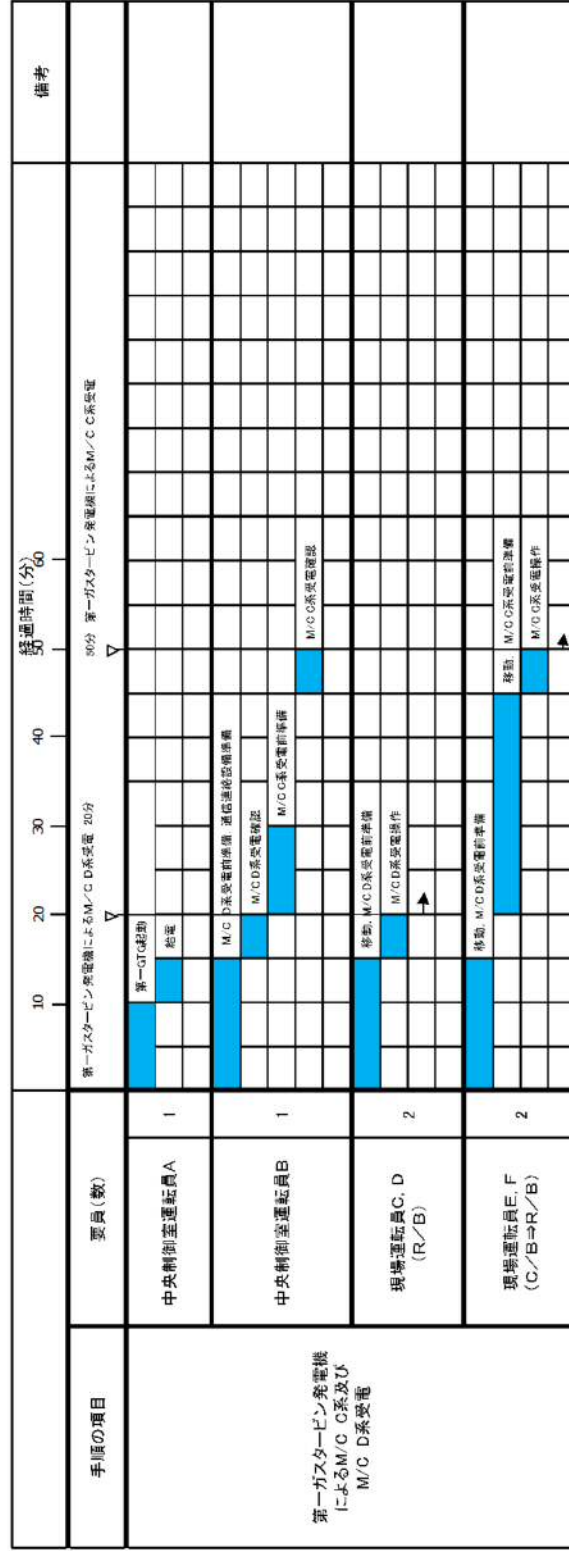 経過時間(分)
備考
10 20 30 40 50 60
手順の項目
要員(数)
第一ガスタービン発電機によるM/C D系受電 20分
50分 第一ガスタービン発電機によるM/C C系受電
第一ガスタービン発電機
によるM/C C系及び
M/C D系受電
中央制御室運転員A
1
第一GTG起動
給電
中央制御室運転員B
1
M/C D系受電前準備, 通信連絡設備準備
M/C D系受電確認
M/C C系受電前準備
M/C C系受電確認
現場運転員C, D
(R/B)
2
移動, M/C D系受電前準備
M/C D系受電操作
現場運転員E, F
(C/B⇒R/B)
2
移動, M/C D系受電前準備
移動, M/C C系受電前準備
M/C C系受電操作